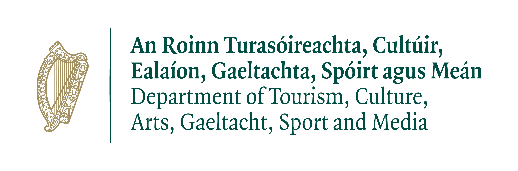 An Roinn Turasóireachta, Cultúir,
Ealaíon, Gaeltachta, Spóirt agus Meán
Department of Tourism, Culture,
Arts, Gaeltacht, Sport and Media